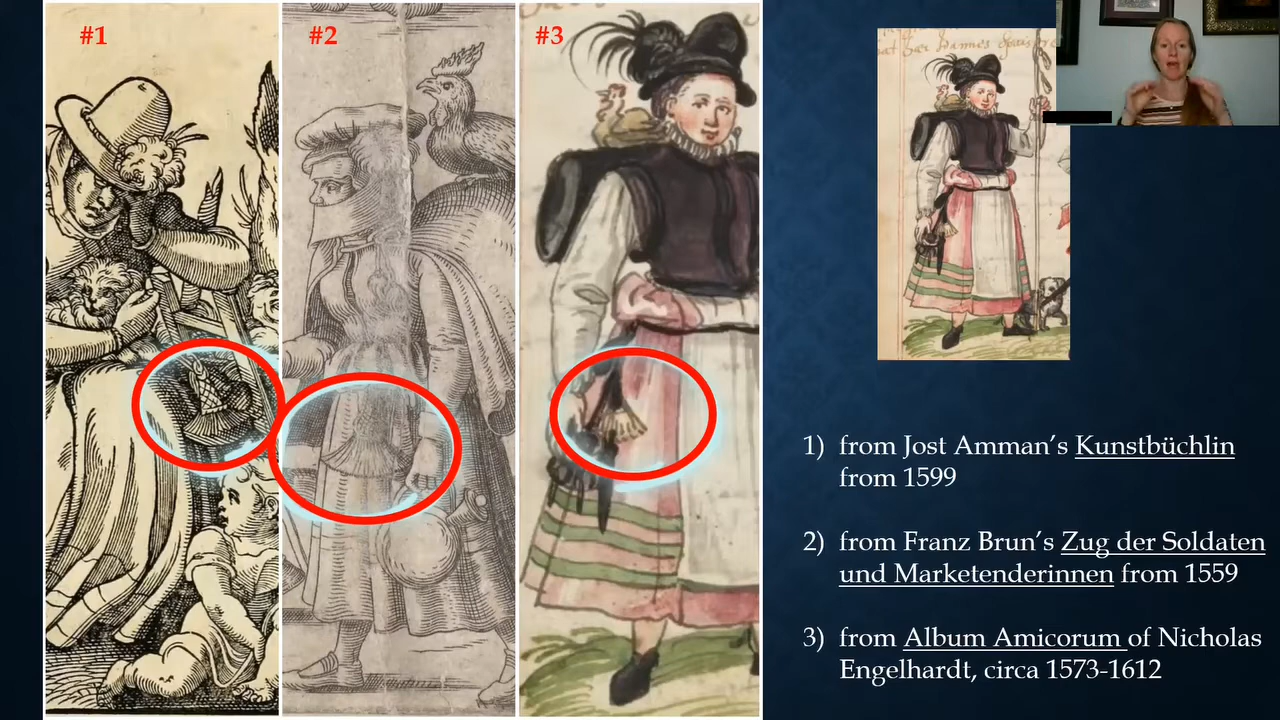 #1
#2
#3
1) from Jost Amman’s Kunstbüchlin
from 1599
2) from Franz Brun’s Zug der Soldaten
und Marketenderinnen from 1559
3) from Album Amicorum of Nicholas
Engelhardt, circa 1573-1612